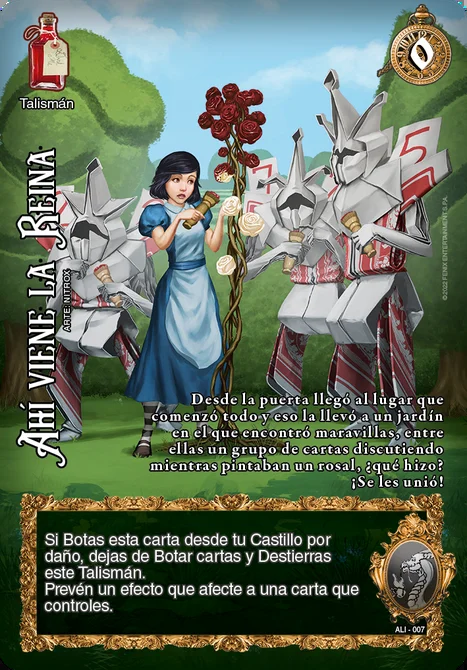 Talismán
0
AHÍ VIENE LA REINA
ARTE: NITROX
©2022 FENIX ENTERTAINMENT S.P.A.
7
5
Desde la puerta llegó al lugar que
comenzó todo y eso la llevó a un jardín
en el que encontró maravillas, entre
ellas un grupo de cartas discutiendo
mientras pintaban un rosal, ¿qué hizo?
¡Se les unió!
Si Botas esta carta desde tu Castillo por
daño, dejas de Botar cartas y Destierras
este Talismán.
Prevén un efecto que afecte a una carta que
controles.
ALI - 007